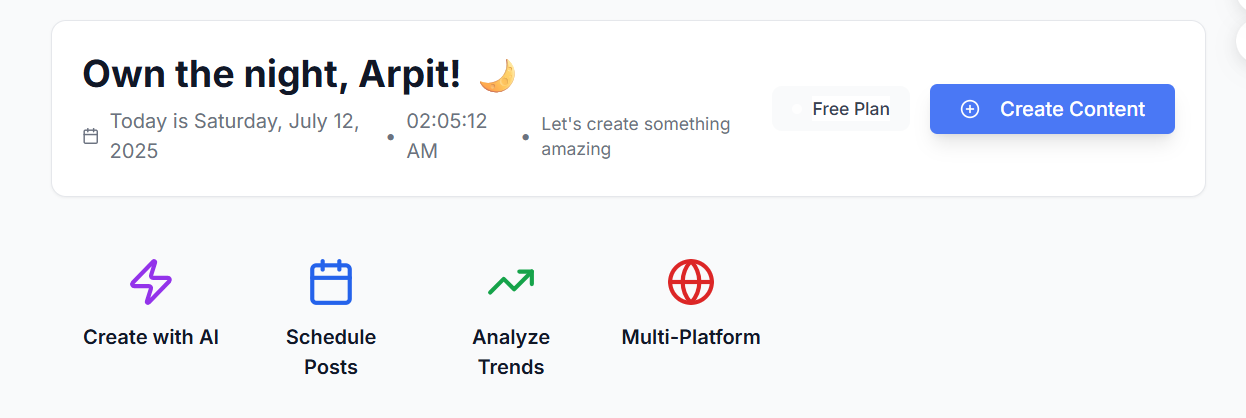 Own the night, Arpit! 🌙
Today is Saturday, July 12,
2025
•
02:05:12
AM
•
Let's create something
amazing
Free Plan
Create Content
Create with AI
Schedule
Posts
Analyze
Trends
Multi-Platform